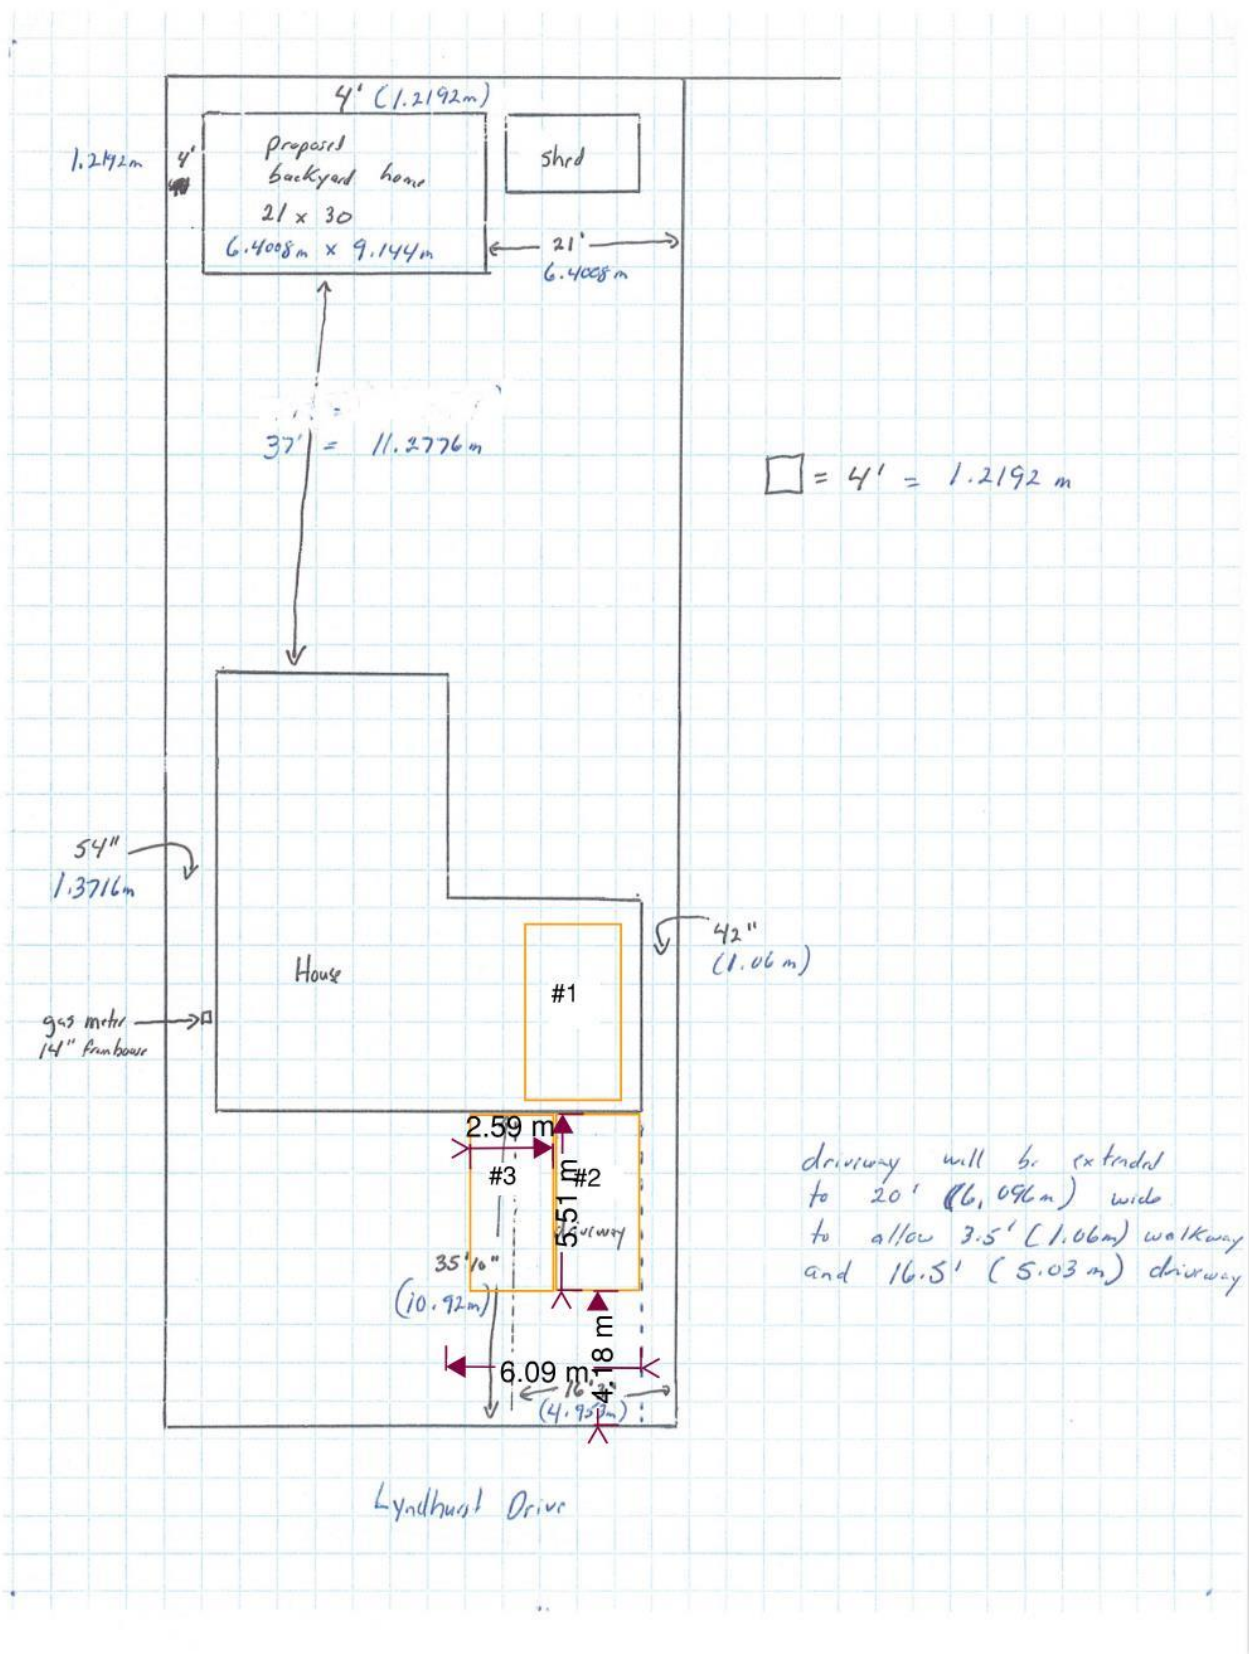 4' (1.2192m)
1.2192m 4'
proposed
backyard home
21 x 30
6.4008m x 9.144m
shed
21'
6.4008m
37' = 11.2776m
= 4' = 1.2192 m
54"
1.3716m
42"
(1.06m)
House
#1
gas meter
14" from house
2.59 m
#3
#2
5.51 m
driveway
35'10"
(10.92m)
4.18 m
6.09 m
16'
driveway will be extended
to 20' (6,096m) wide
to allow 3.5' (1.06m) walkway
and 16.5' (5.03m) driveway
Lyndhurst Drive